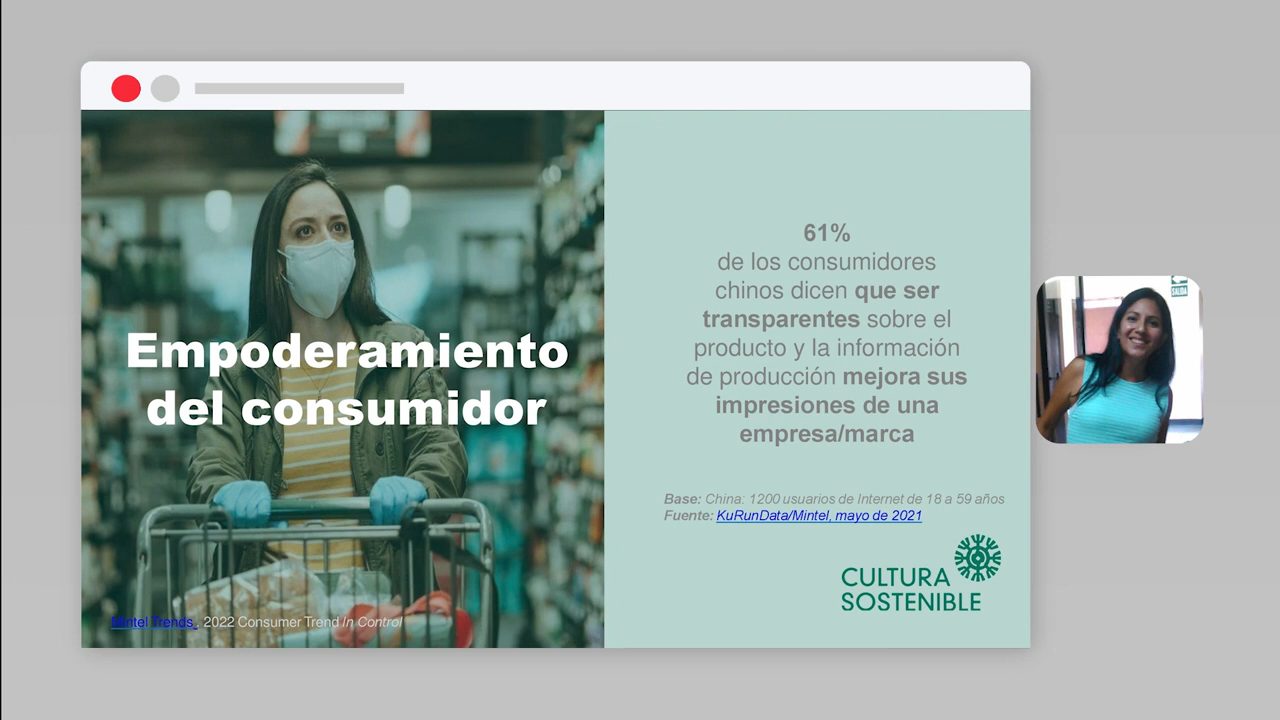 Empoderamiento
del consumidor
Mintel Trends, . 2022 Consumer Trend In Control
61%
de los consumidores
chinos dicen que ser
transparentes sobre el
producto y la información
de producción mejora sus
impresiones de una
empresa/marca
Base: China: 1200 usuarios de Internet de 18 a 59 años
Fuente: KuRunData/Mintel, mayo de 2021
CULTURA
SOSTENIBLE
SALIDA